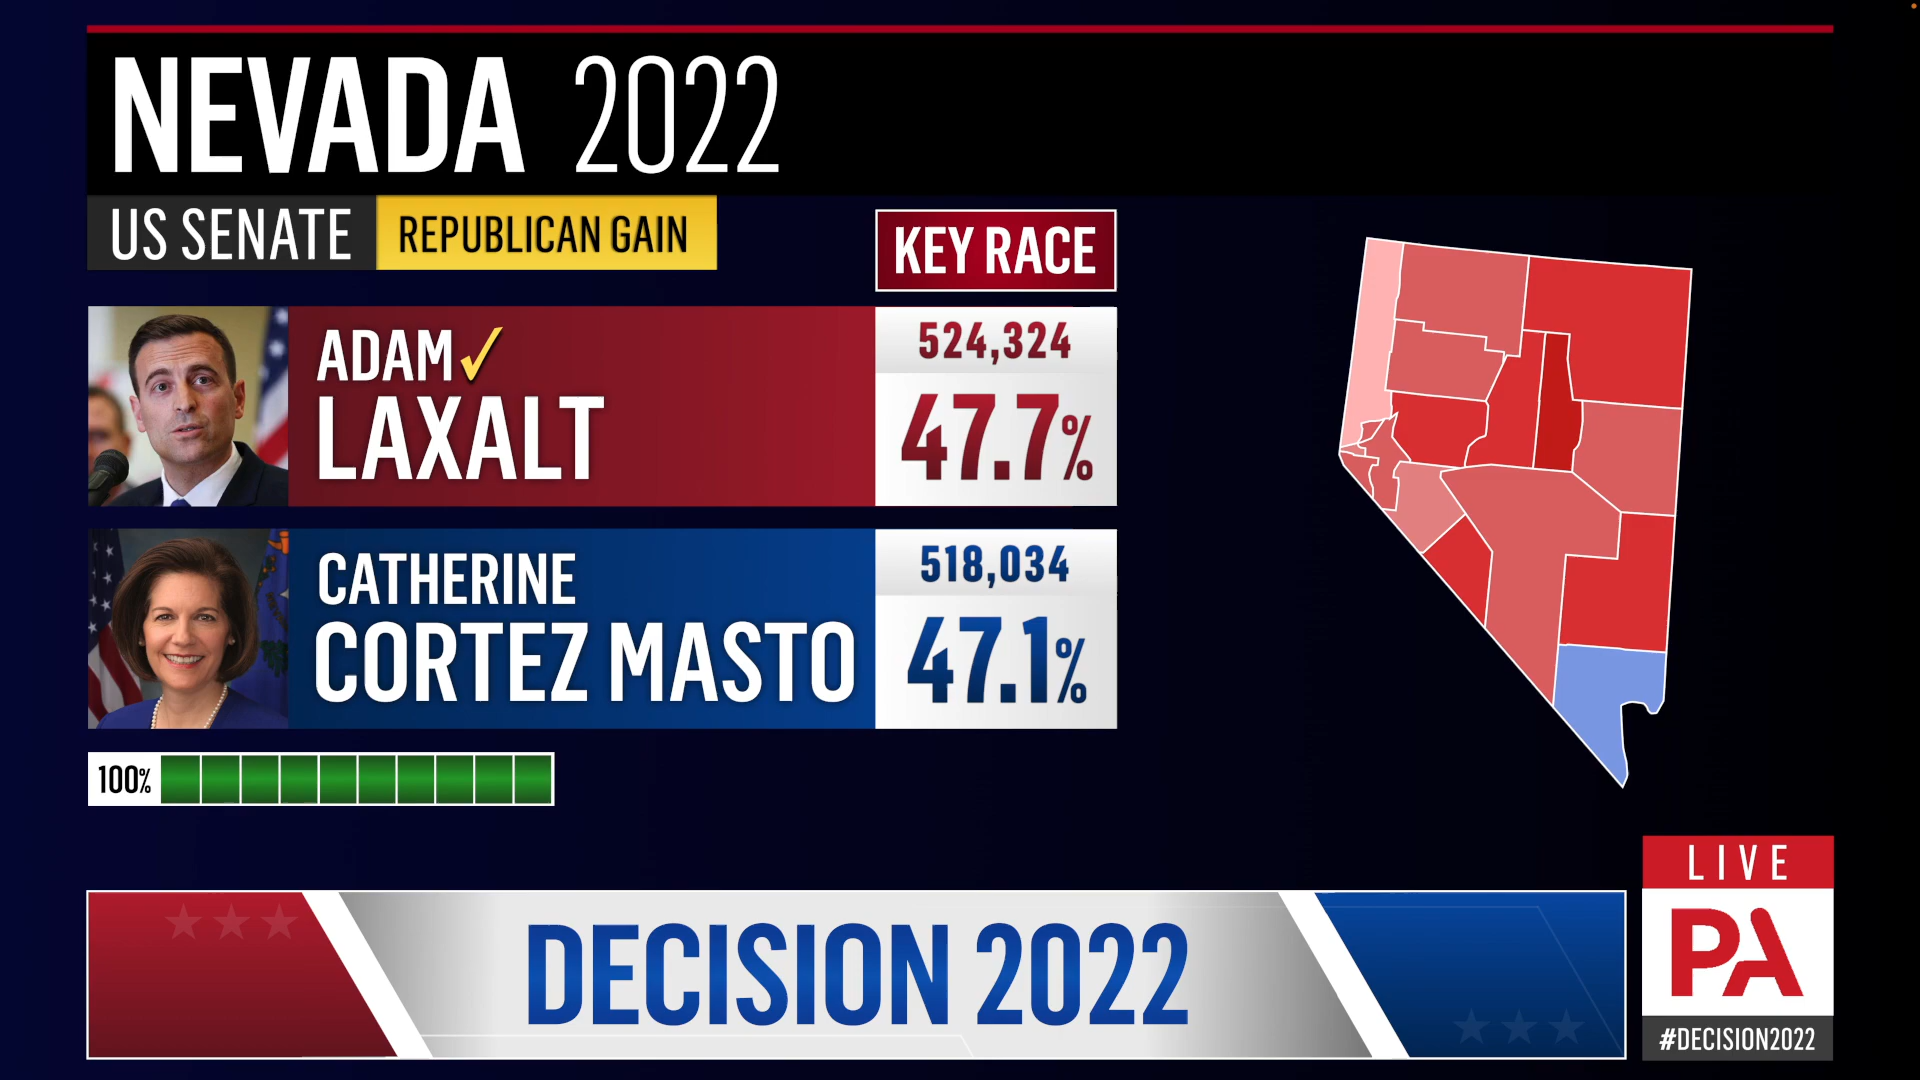 NEVADA 2022
US SENATE REPUBLICAN GAIN
KEY RACE
ADAM✓
LAXALT
524,324
47.7%
CATHERINE
CORTEZ MASTO
518,034
47.1%
100%
DECISION 2022
LIVE
PA
#DECISION2022